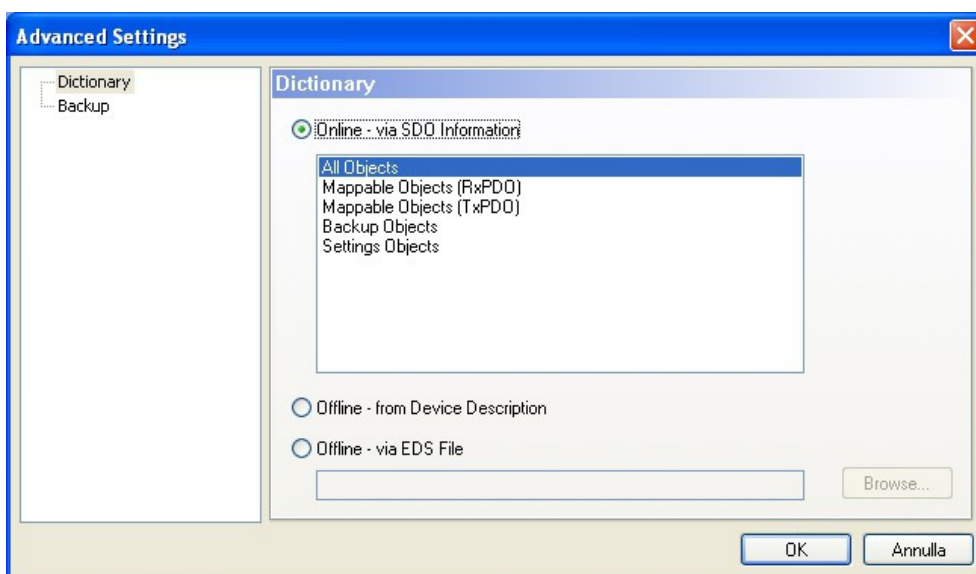 Advanced Settings
Dictionary
Backup
Dictionary
Online - via SDO Information
All Objects
Mappable Objects (RxPDO)
Mappable Objects (TxPDO)
Backup Objects
Settings Objects
Offline - from Device Description
Offline - via EDS File
Browse...
OK
Annulla